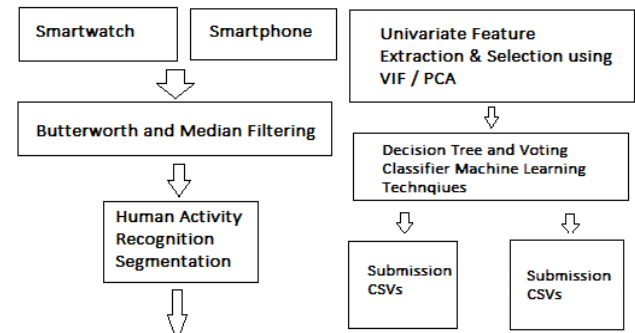 Smartwatch
Smartphone
Butterworth and Median Filtering
Human Activity
Recognition
Segmentation
Univariate Feature
Extraction & Selection using
VIF / PCA
Decision Tree and Voting
Classifier Machine Learning
Technqiues
Submission
CSVs
Submission
CSVs